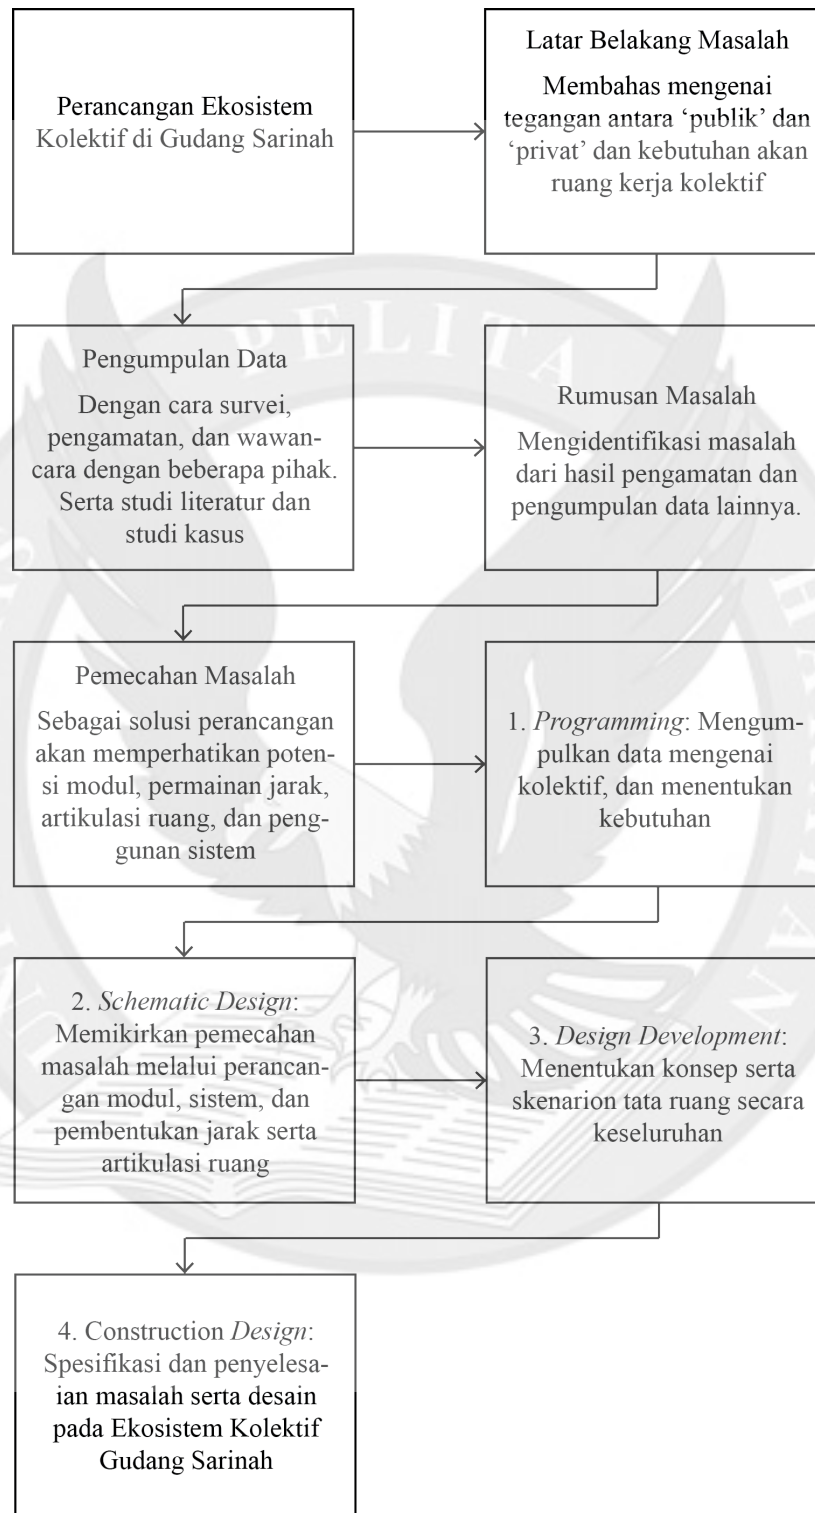 Perancangan Ekosistem
Kolektif di Gudang Sarinah
Latar Belakang Masalah
Membahas mengenai
tegangan antara ‘publik’ dan
‘privat’ dan kebutuhan akan
ruang kerja kolektif
Pengumpulan Data
Dengan cara survei,
pengamatan, dan wawan-
cara dengan beberapa pihak.
Serta studi literatur dan
studi kasus
Rumusan Masalah
Mengidentifikasi masalah
dari hasil pengamatan dan
pengumpulan data lainnya.
Pemecahan Masalah
Sebagai solusi perancangan
akan memperhatikan poten-
si modul, permainan jarak,
artikulasi ruang, dan peng-
gunan sistem
1. Programming: Mengum-
pulkan data mengenai
kolektif, dan menentukan
kebutuhan
2. Schematic Design:
Memikirkan pemecahan
masalah melalui perancan-
gan modul, sistem, dan
pembentukan jarak serta
artikulasi ruang
3. Design Development:
Menentukan konsep serta
skenarion tata ruang secara
keseluruhan
4. Construction Design:
Spesifikasi dan penyelesa-
ian masalah serta desain
pada Ekosistem Kolektif
Gudang Sarinah
PELITA